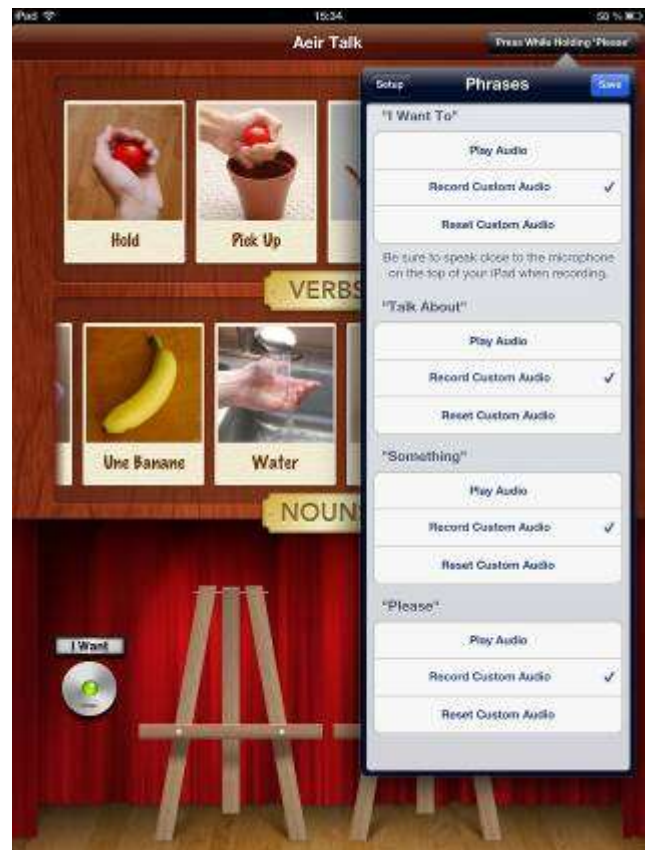 iPad 15:34 50 %
Aeir Talk
Press While Holding 'Please'
Setup Phrases Save
"I Want To"
Play Audio
Record Custom Audio
Reset Custom Audio
Be sure to speak close to the microphone
on the top of your iPad when recording.
"Talk About"
Play Audio
Record Custom Audio
Reset Custom Audio
"Something"
Play Audio
Record Custom Audio
Reset Custom Audio
"Please"
Play Audio
Record Custom Audio
Reset Custom Audio
Hold Pick Up
VERBS
Une Banane Water
NOUN
I Want